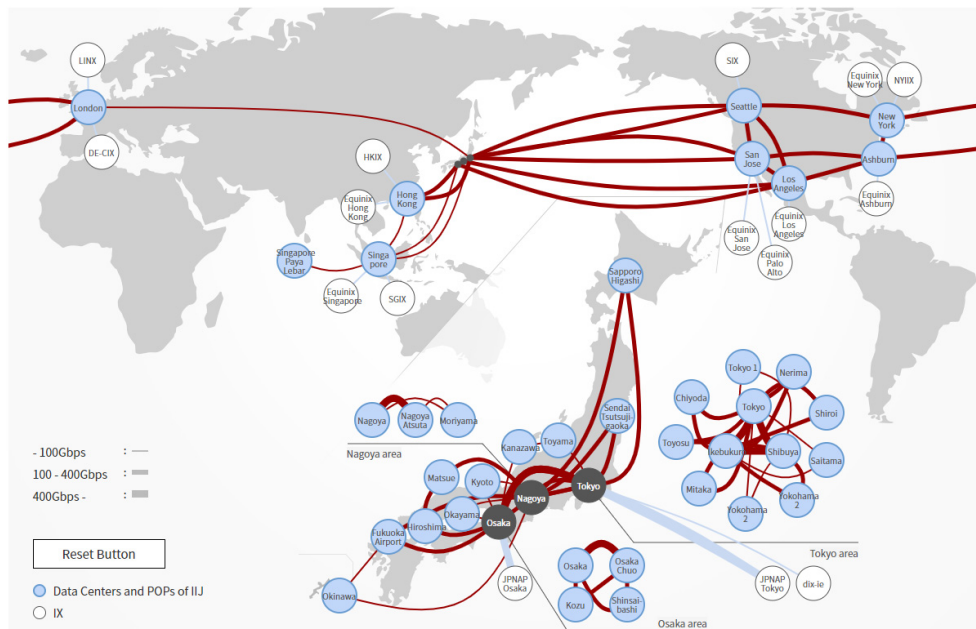 LINX
London
DE-CIX
HKIX
Hong
Kong
Equinix
Hong
Kong
Singapore
Paya
Lebar
Singa
pore
Equinix
Singapore
SGIX
SIX
Seattle
Equinix
New York
NYIIX
New
York
San
Jose
Ashburn
Los
Angeles
Equinix
Ashburn
Equinix
San
Jose
Equinix
Los
Angeles
Equinix
Palo
Alto
Sapporo
Higashi
Sendai
Tsutsuji-
gaoka
Nagoya
Nagoya
Atsuta
Moriyama
Nagoya area
Kanazawa
Toyama
Matsue
Kyoto
Nagoya
Tokyo
Okayama
Osaka
Hiroshima
Fukuoka
Airport
Okinawa
JPNAP
Osaka
Tokyo 1
Nerima
Chiyoda
Tokyo
Shiroi
Toyosu
Ikebukuro
Shibuya
Saitama
Mitaka
Yokohama
2
Yokohama
2
Tokyo area
JPNAP
Tokyo
dix-ie
Osaka
Osaka
Chuo
Kozu
Shinsai-
bashi
Osaka area
- 100Gbps :
100 - 400Gbps :
400Gbps - :
Reset Button
Data Centers and POPs of IIJ
IX